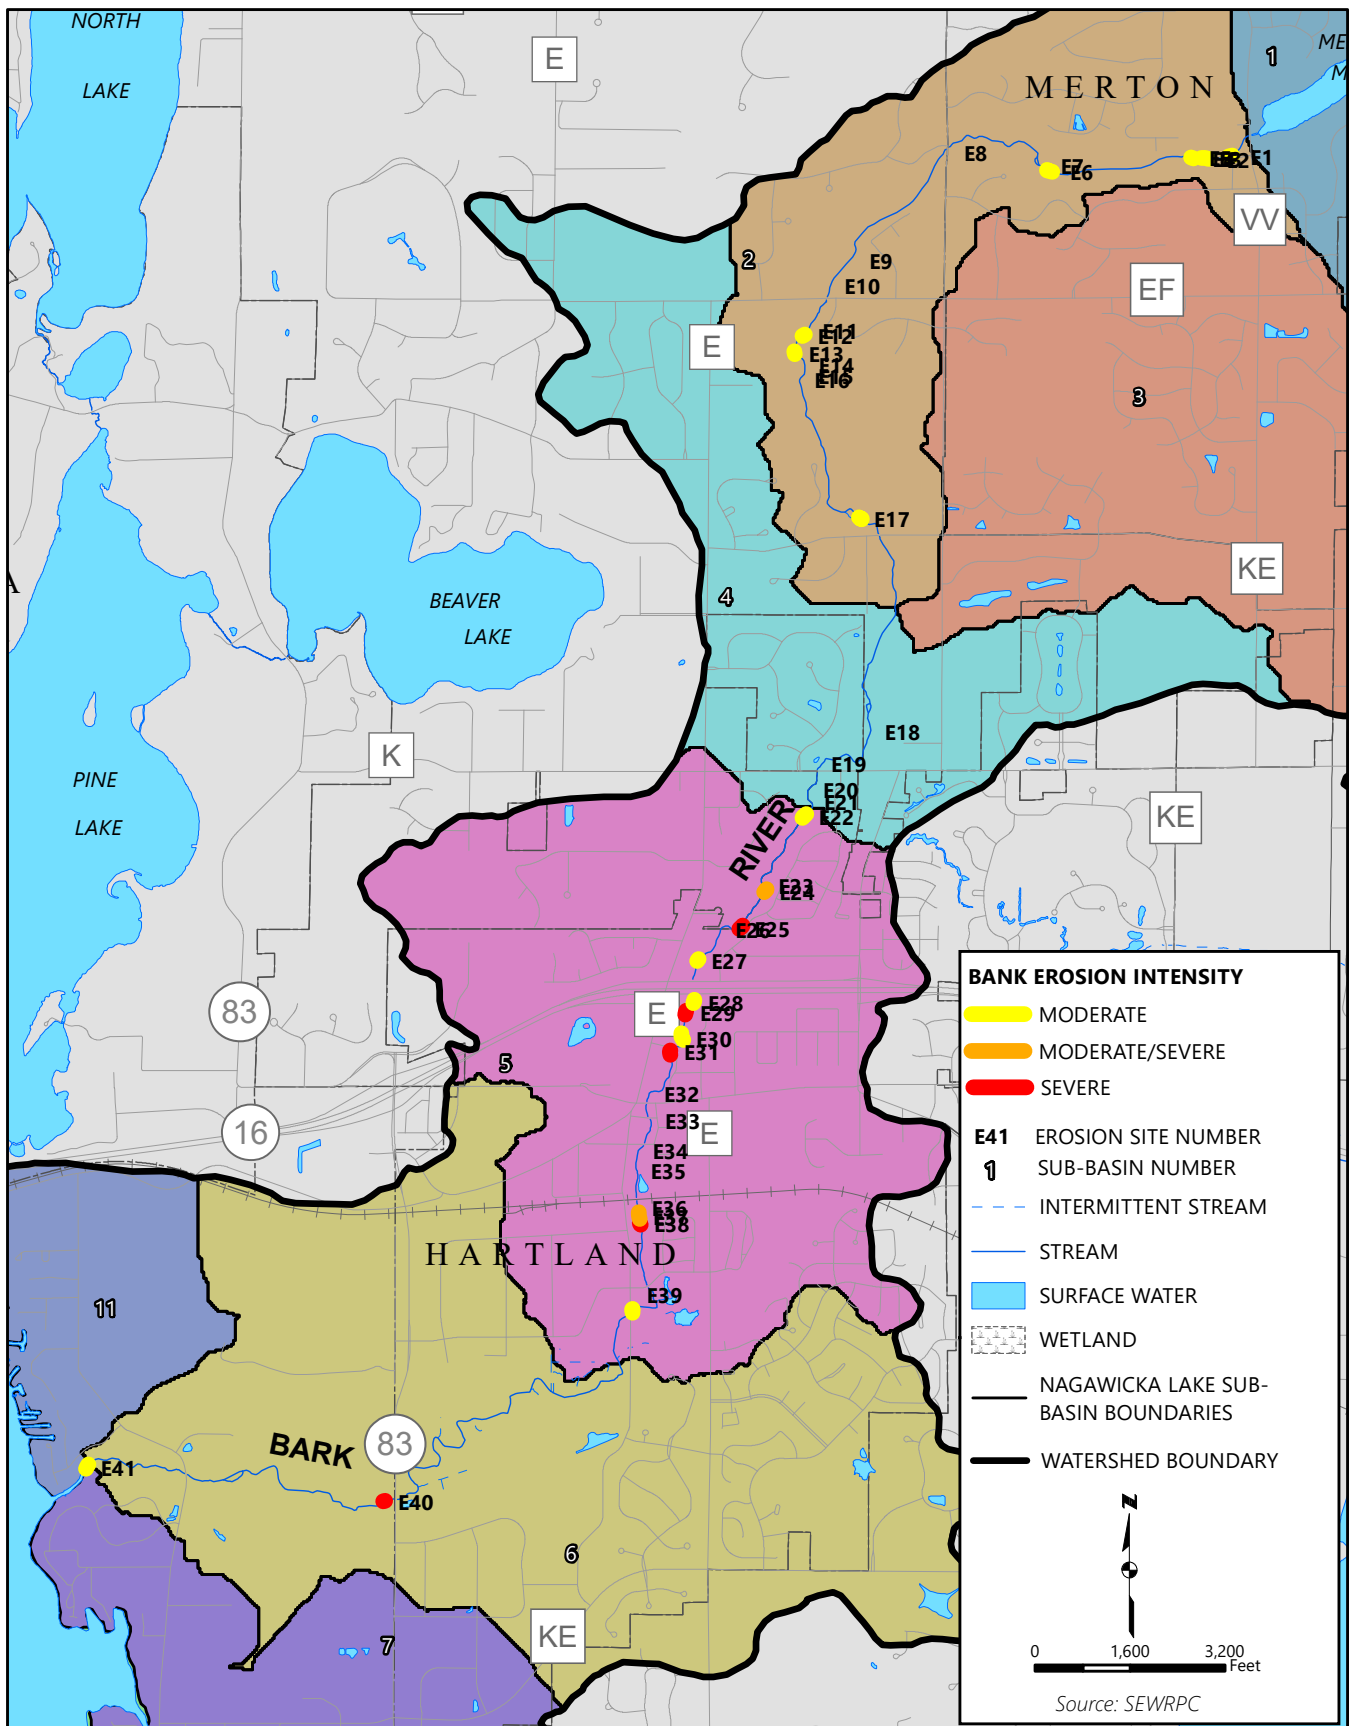 NORTH
LAKE
E
MERTON
1
ME
M
E8
E7
E6
E2
E1
VV
2
E9
E10
EF
E11
E12
E
E13
E14
E15
E16
3
E17
KE
A
BEAVER
LAKE
4
E18
K
E19
PINE
LAKE
E20
E21
E22
KE
RIVER
E23
E24
E26
E25
E27
83
E
E28
E29
E30
E31
5
E32
16
E33
E
E34
E35
E36
E37
E38
HARTLAND
E39
11
BARK
83
E41
E40
6
KE
7
BANK EROSION INTENSITY
MODERATE
MODERATE/SEVERE
SEVERE
E41 EROSION SITE NUMBER
1 SUB-BASIN NUMBER
INTERMITTENT STREAM
STREAM
SURFACE WATER
WETLAND
NAGAWICKA LAKE SUB-
BASIN BOUNDARIES
WATERSHED BOUNDARY
N
0 1,600 3,200
Feet
Source: SEWRPC